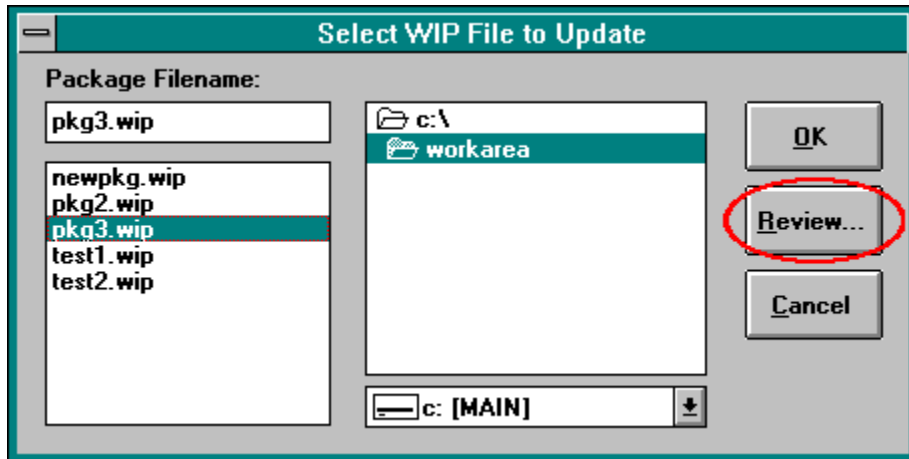 Select WIP File to Update
Package Filename:
pkg3.wip
newpkg.wip
pkg2.wip
pkg3.wip
test1.wip
test2.wip
c:\
workarea
c: [MAIN]
OK
Review...
Cancel